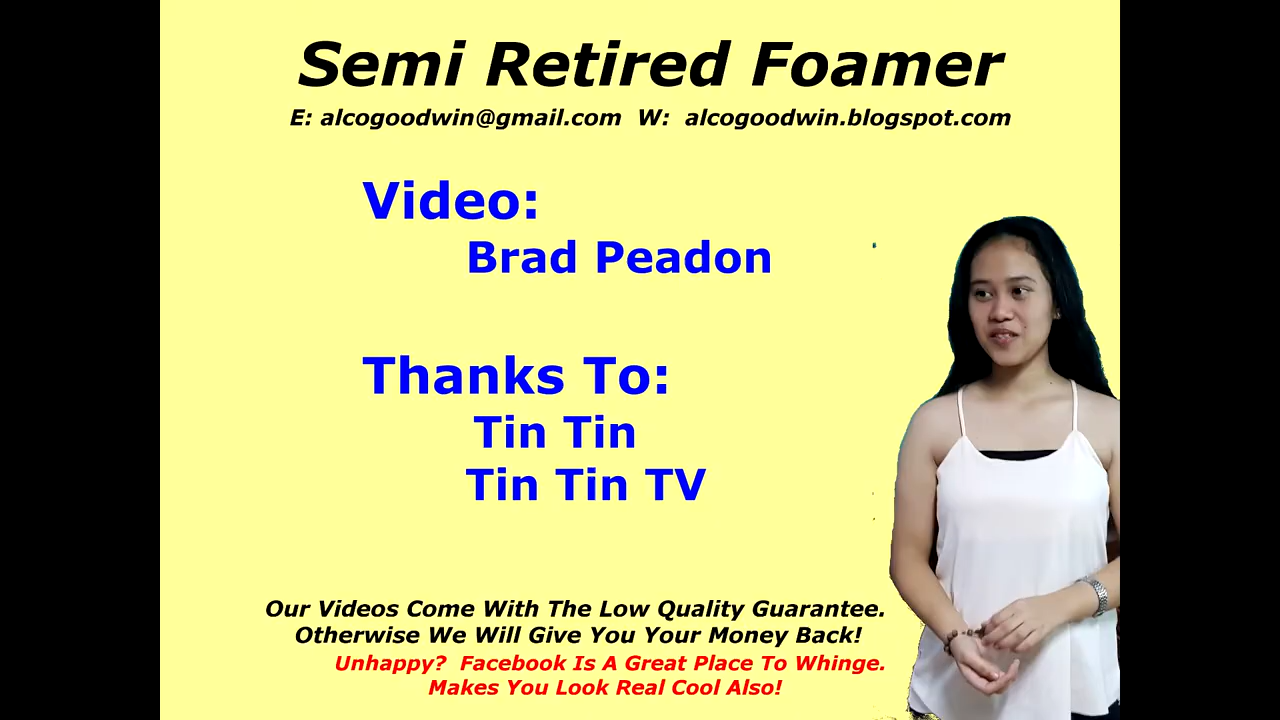 Semi Retired Foamer
E: alcogoodwin@gmail.com W: alcogoodwin.blogspot.com
Video:
Brad Peadon
Thanks To:
Tin Tin
Tin Tin TV
Our Videos Come With The Low Quality Guarantee.
Otherwise We Will Give You Your Money Back!
Unhappy? Facebook Is A Great Place To Whinge.
Makes You Look Real Cool Also!